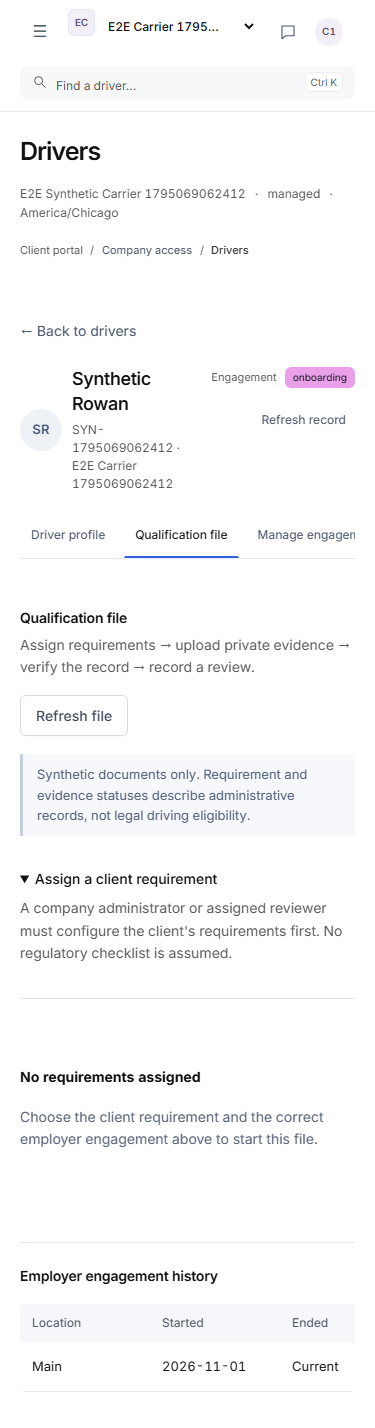 EC
E2E Carrier 1795...
C1
Find a driver...
Ctrl K
Drivers
E2E Synthetic Carrier 1795069062412 · managed ·
America/Chicago
Client portal / Company access / Drivers
← Back to drivers
SR
Synthetic
Rowan
SYN-
1795069062412 ·
E2E Carrier
1795069062412
Engagement onboarding
Refresh record
Driver profile Qualification file Manage engagem
Qualification file
Assign requirements → upload private evidence →
verify the record → record a review.
Refresh file
Synthetic documents only. Requirement and
evidence statuses describe administrative
records, not legal driving eligibility.
▼ Assign a client requirement
A company administrator or assigned reviewer
must configure the client's requirements first. No
regulatory checklist is assumed.
No requirements assigned
Choose the client requirement and the correct
employer engagement above to start this file.
Employer engagement history
Location Started Ended
Main 2026-11-01 Current